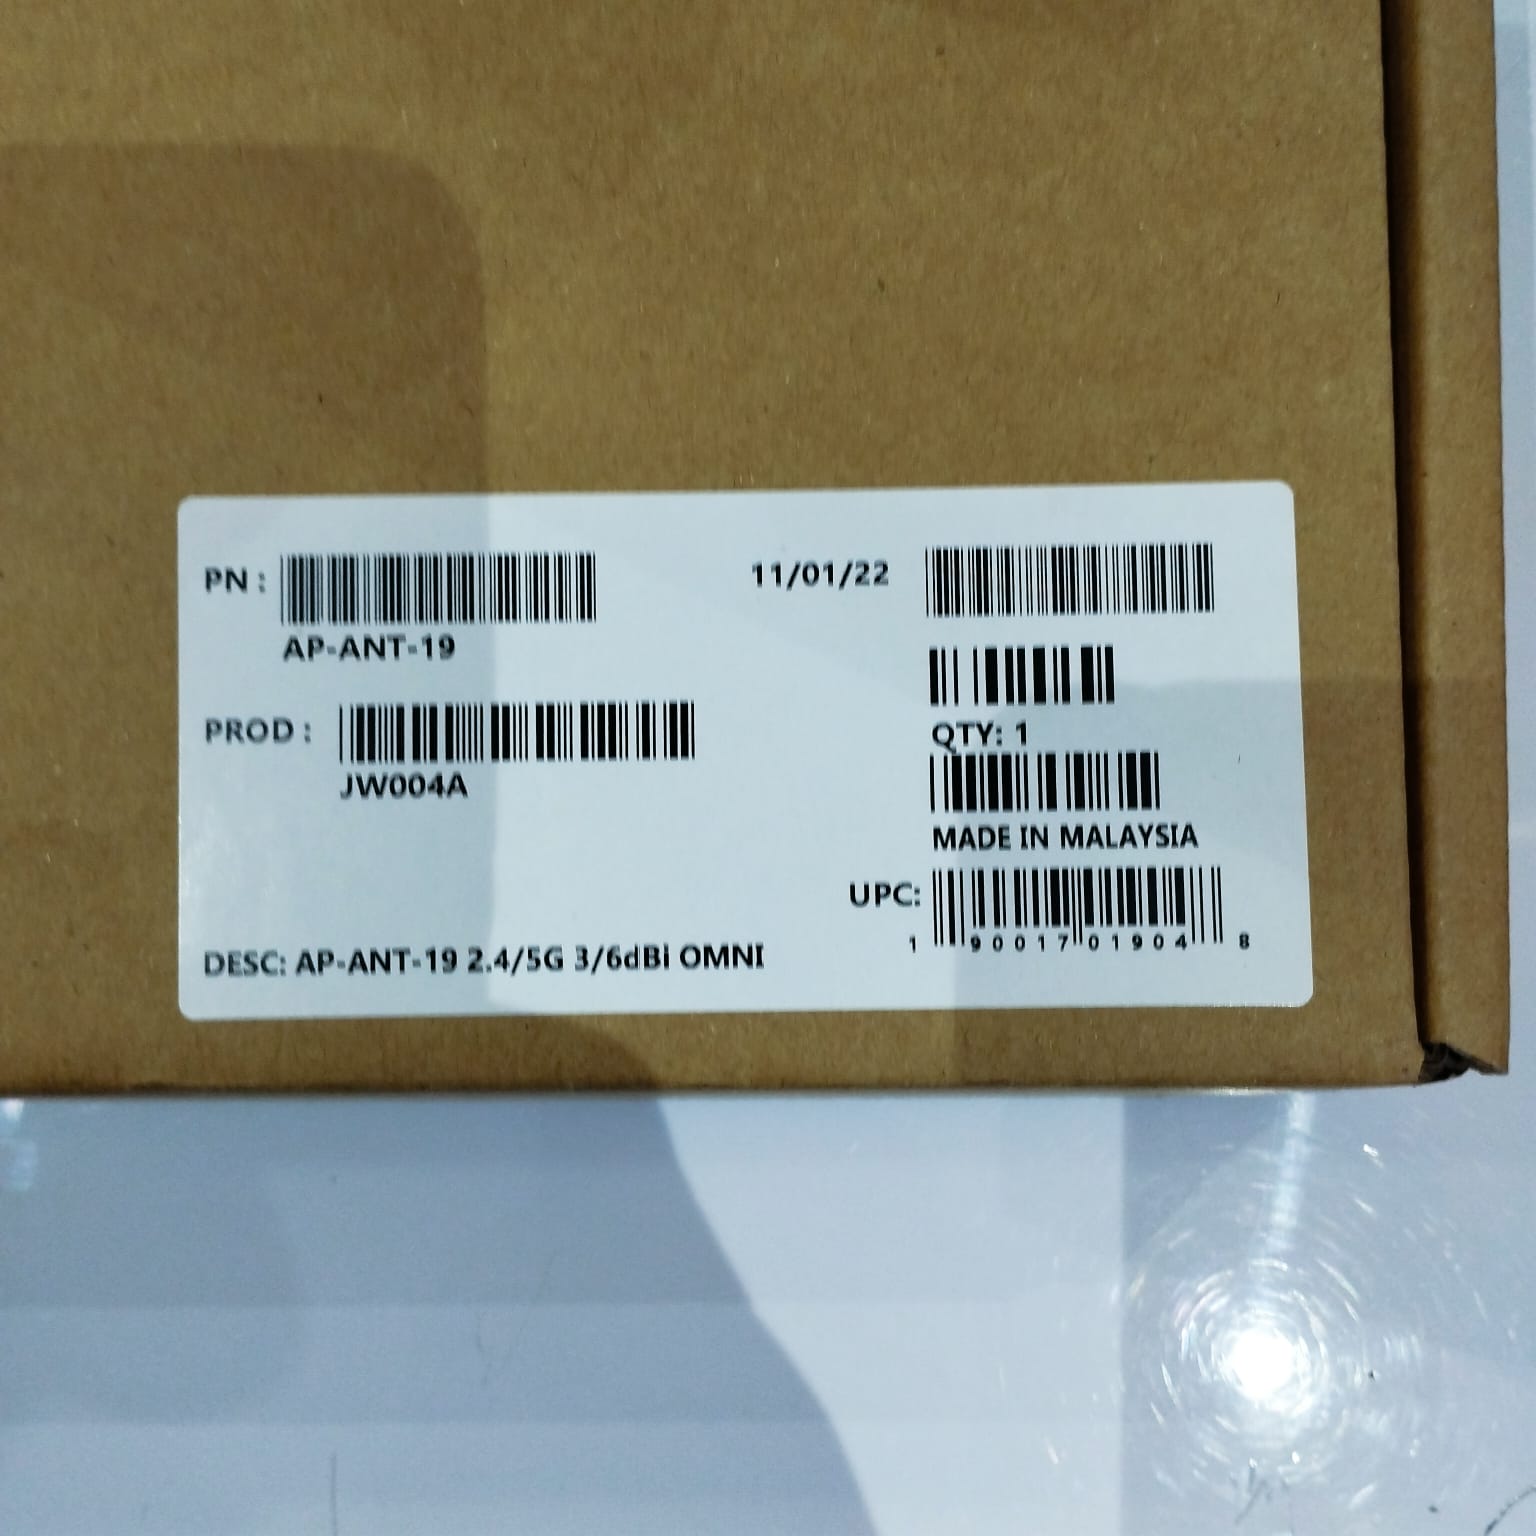 PN :
AP-ANT-19
11/01/22
PROD :
JW004A
QTY: 1
MADE IN MALAYSIA
UPC:
1 90017 01904 8
DESC: AP-ANT-19 2.4/5G 3/6dBi OMNI